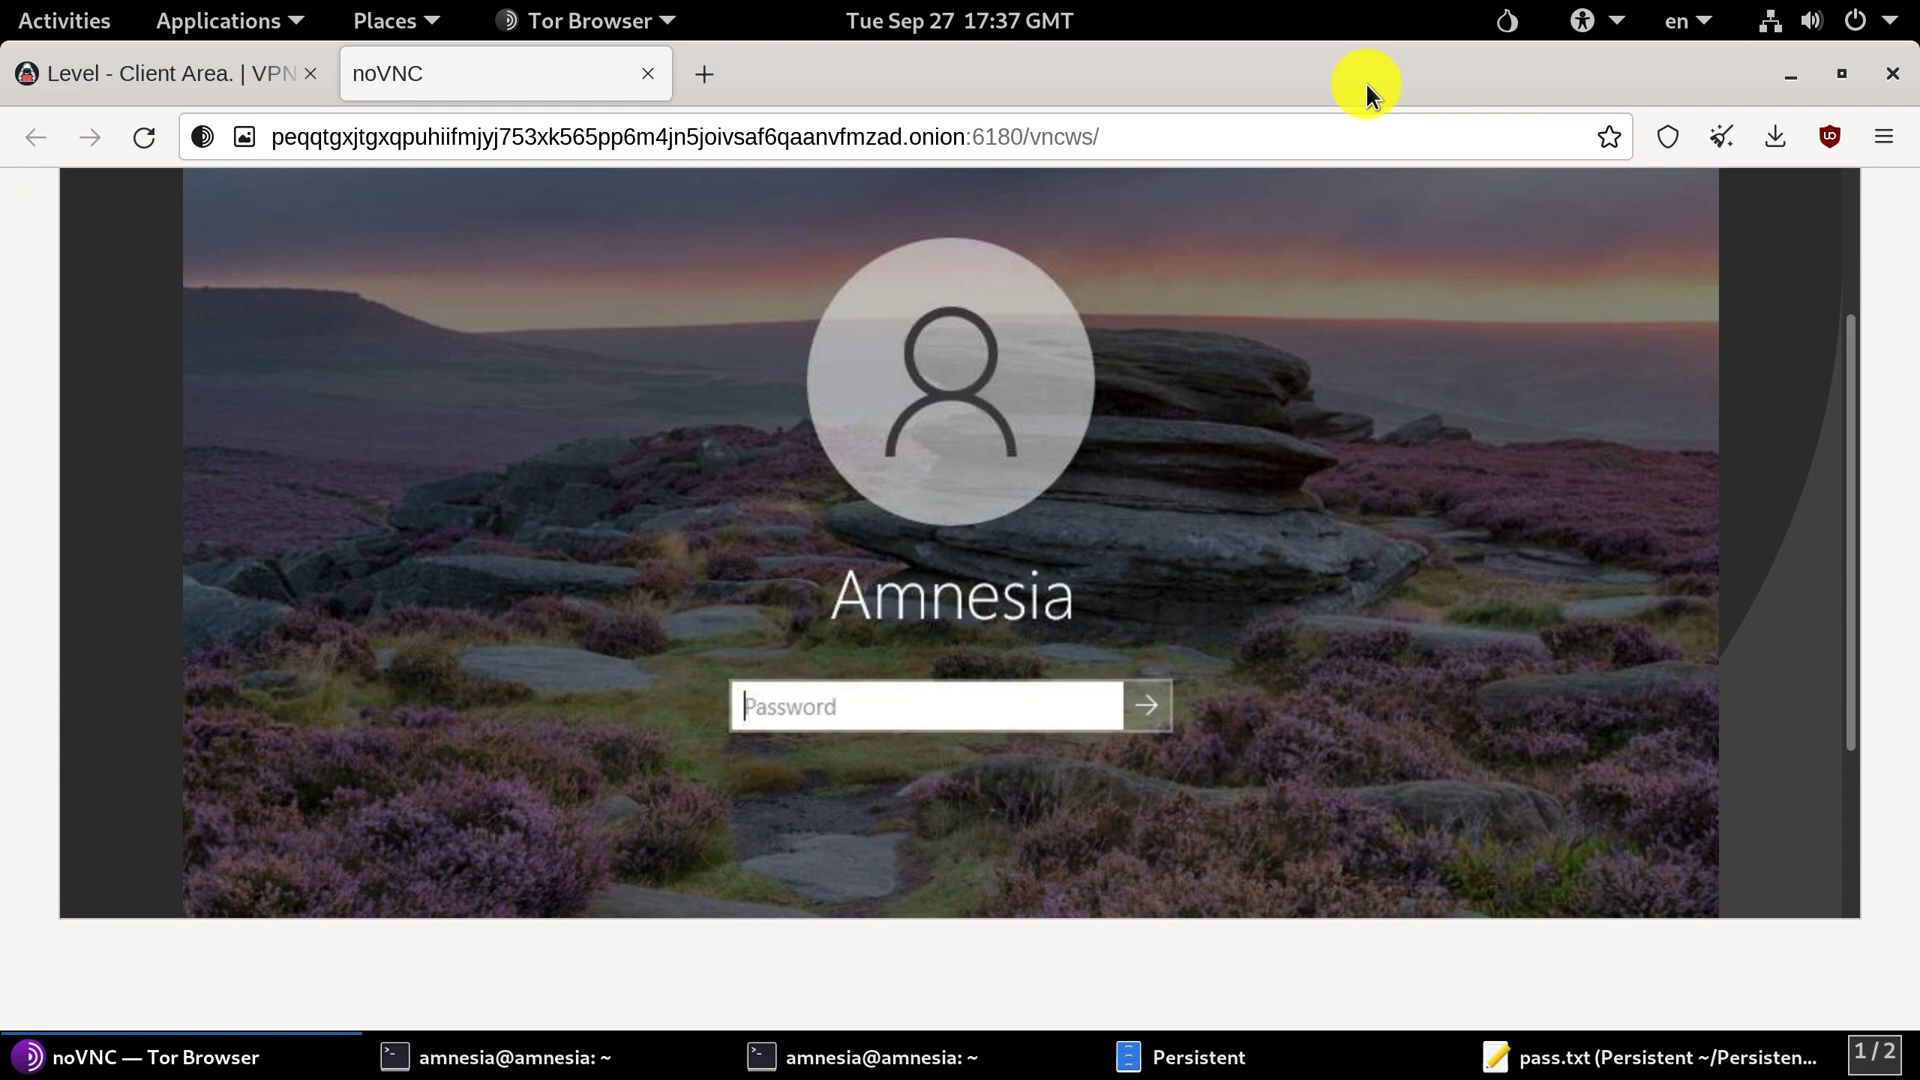 Activities Applications Places Tor Browser Tue Sep 27 17:37 GMT en
Level - Client Area. | VPN noVNC
peqqtgxjtgxqpuhiifmjyj753xk565pp6m4jn5joivsaf6qaanvfmzad.onion:6180/vncws/
Amnesia
Password
noVNC — Tor Browser amnesia@amnesia: ~ amnesia@amnesia: ~ Persistent pass.txt (Persistent ~/Persisten... 1 / 2